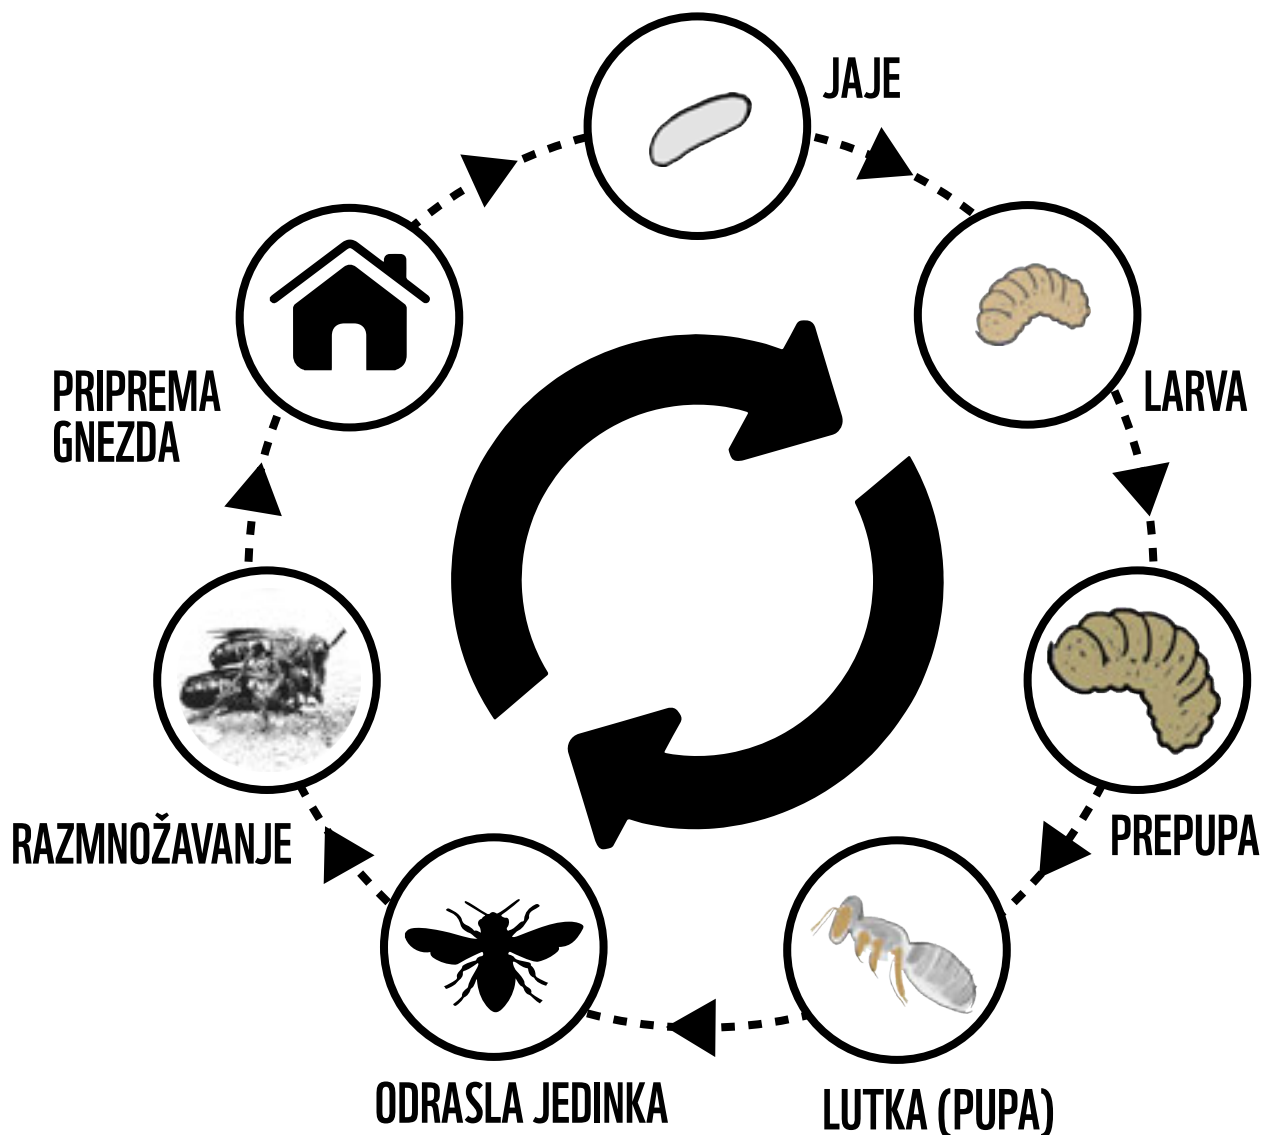 JAJE
LARVA
PREPUPA
LUTKA (PUPA)
ODRASLA JEDINKA
RAZMNOŽAVANJE
PRIPREMA
GNEZDA